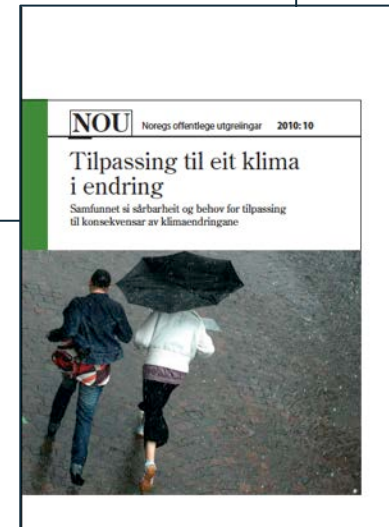 NOU Noregs offentlege utgreiingar 2010: 10
Tilpassing til eit klima
i endring
Samfunnet si sårbarheit og behov for tilpassing
til konsekvensar av klimaendringane